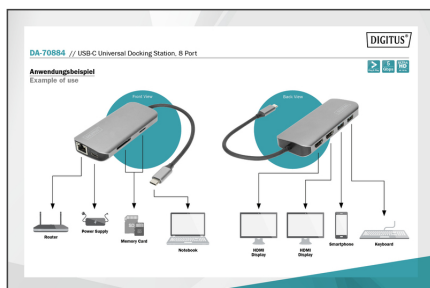 DIGITUS®
DA-70884 // USB-C Universal Docking Station, 8 Port
Anwendungsbeispiel
Example of use
Front View
Back View
Router
Power Supply
Memory Card
Notebook
HDMI
Display
HDMI
Display
Smartphone
Keyboard